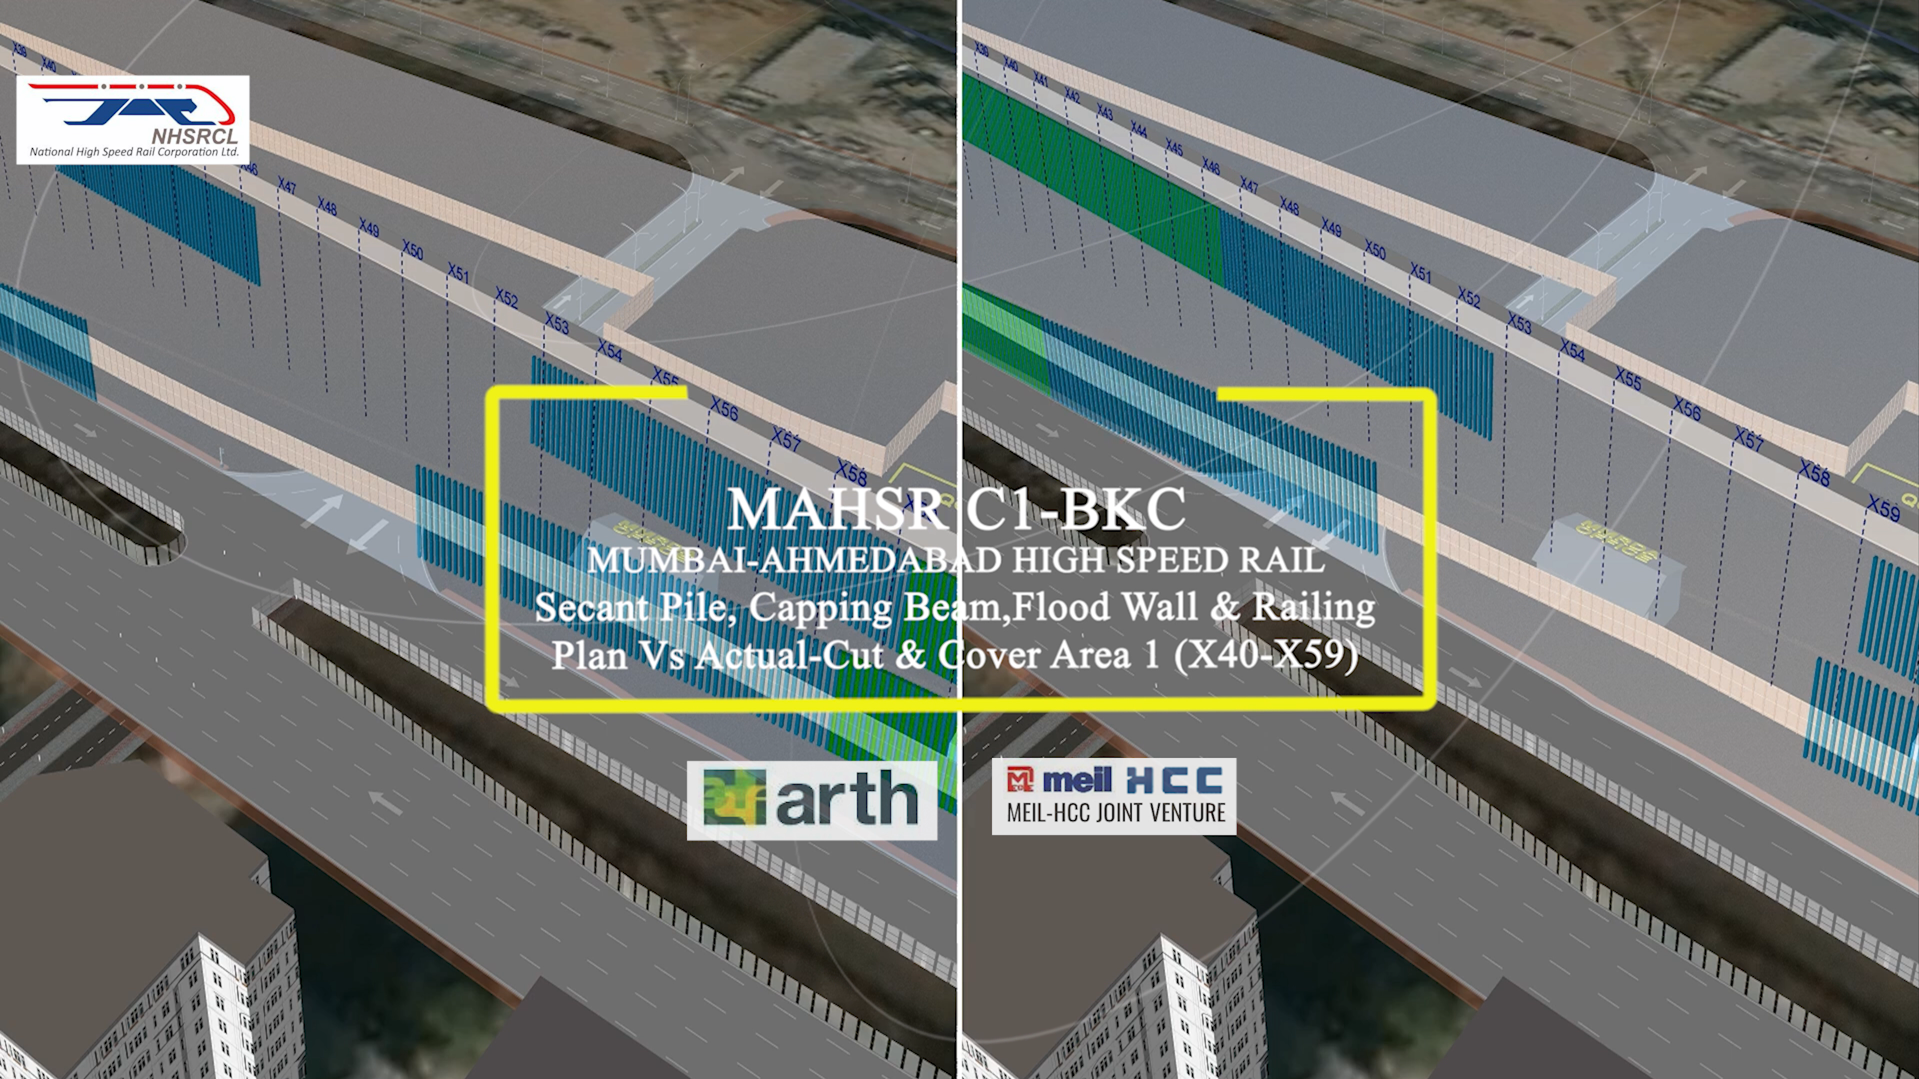 X39
X40
NHSRCL
National High Speed Rail Corporation Ltd.
X46
X47
X48
X49
X50
X51
X52
X53
X54
X55
X56
X57
X58
X39
X40
X41
X42
X43
X44
X45
X46
X47
X48
X49
X50
X51
X52
X53
X54
X55
X56
X57
X58
X59
MAHSR C1-BKC
MUMBAI-AHMEDABAD HIGH SPEED RAIL
Secant Pile, Capping Beam,Flood Wall & Railing
Plan Vs Actual-Cut & Cover Area 1 (X40-X59)
arth
meil HCC
MEIL-HCC JOINT VENTURE